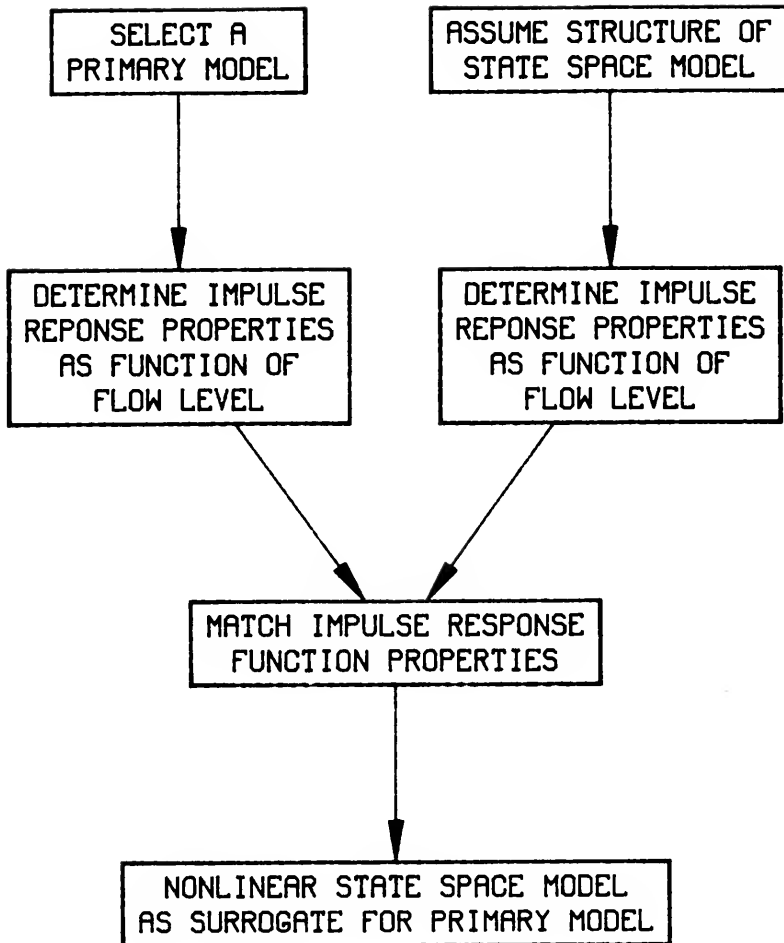 SELECT A
PRIMARY MODEL
ASSUME STRUCTURE OF
STATE SPACE MODEL
DETERMINE IMPULSE
REPONSE PROPERTIES
AS FUNCTION OF
FLOW LEVEL
DETERMINE IMPULSE
REPONSE PROPERTIES
AS FUNCTION OF
FLOW LEVEL
MATCH IMPULSE RESPONSE
FUNCTION PROPERTIES
NONLINEAR STATE SPACE MODEL
AS SURROGATE FOR PRIMARY MODEL